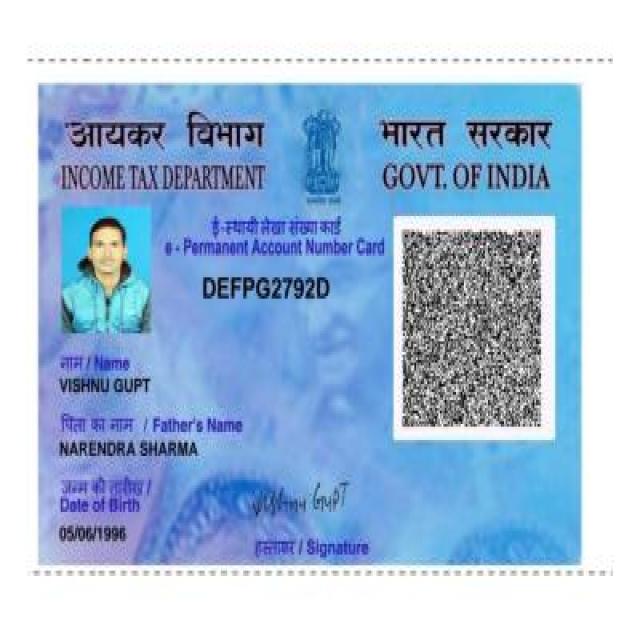 आयकर विभाग
INCOME TAX DEPARTMENT
भारत सरकार
GOVT. OF INDIA
ई-स्थायी लेखा संख्या कार्ड
e - Permanent Account Number Card
DEFPG2792D
नाम / Name
VISHNU GUPT
पिता का नाम / Father's Name
NARENDRA SHARMA
जन्म की तारीख /
Date of Birth
05/06/1996
Vishnu GupT
हस्ताक्षर / Signature